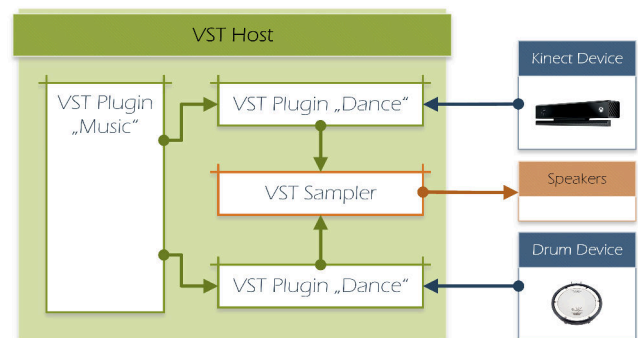 VST Host
VST Plugin
„Music“
VST Plugin „Dance“
Kinect Device
VST Sampler
Speakers
VST Plugin „Dance“
Drum Device